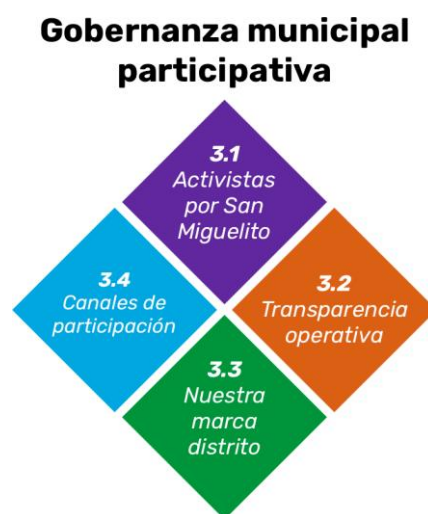 Gobernanza municipal
participativa
3.1
Activistas
por San
Miguelito
3.2
Transparencia
operativa
3.3
Nuestra
marca
distrito
3.4
Canales de
participación